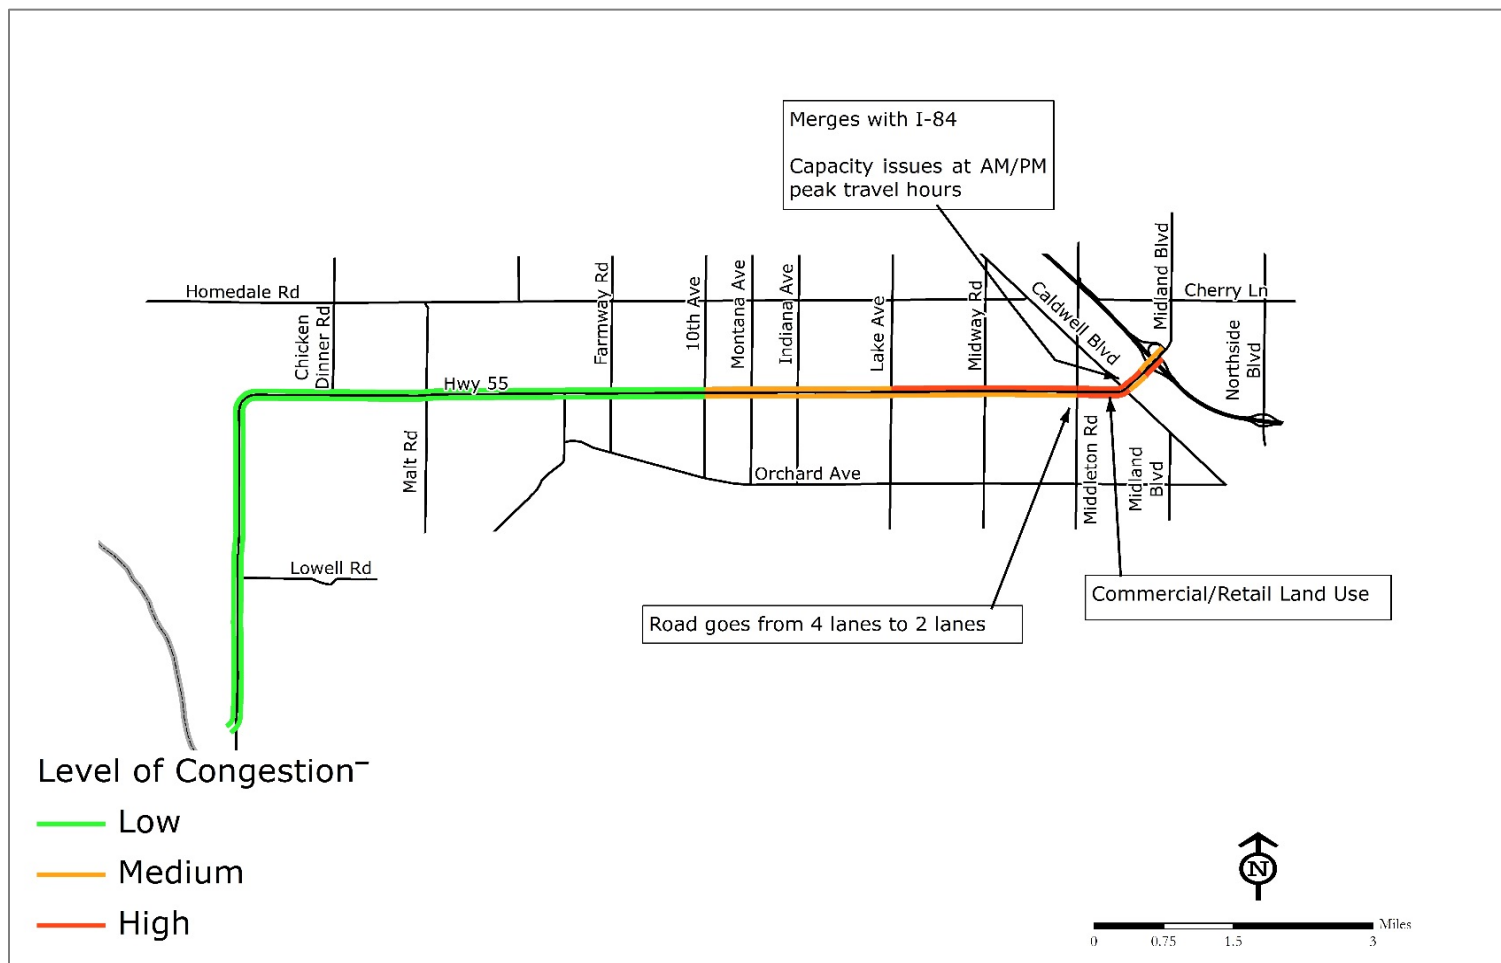 Merges with I-84
Capacity issues at AM/PM
peak travel hours
Homedale Rd
Chicken
Dinner Rd
Farmway Rd
10th Ave
Montana Ave
Indiana Ave
Lake Ave
Midway Rd
Caldwell Blvd
Midland Blvd
Cherry Ln
Northside
Blvd
Hwy 55
Malt Rd
Orchard Ave
Middleton Rd
Midland
Blvd
Lowell Rd
Commercial/Retail Land Use
Road goes from 4 lanes to 2 lanes
Level of Congestion–
Low
Medium
High
N
Miles
0 0.75 1.5 3